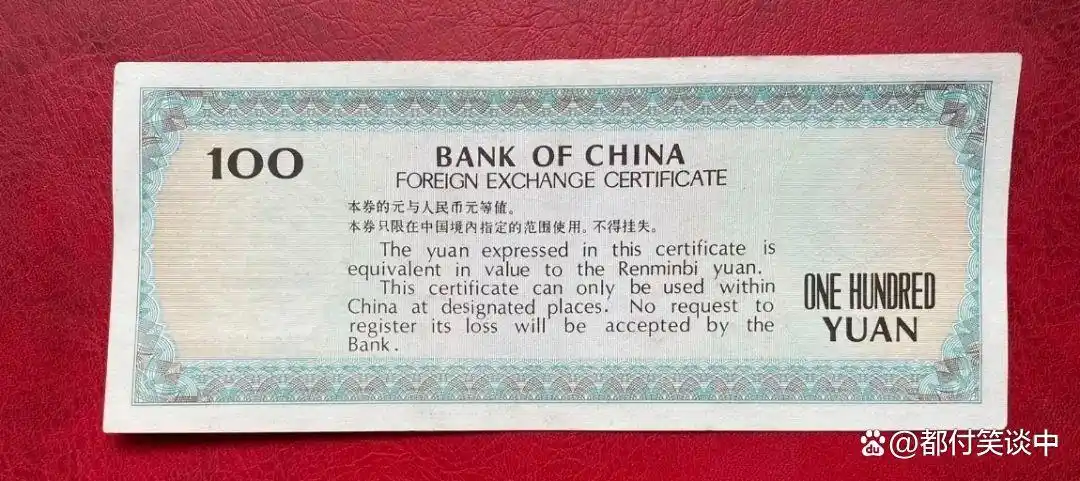 100
BANK OF CHINA
FOREIGN EXCHANGE CERTIFICATE
本券的元与人民币元等值。
本券只限在中国境内指定的范围使用。不得挂失。
The yuan expressed in this certificate is
equivalent in value to the Renminbi yuan.
This certificate can only be used within
China at designated places. No request to
register its loss will be accepted by the
Bank.
ONE HUNDRED
YUAN
du @都付笑谈中